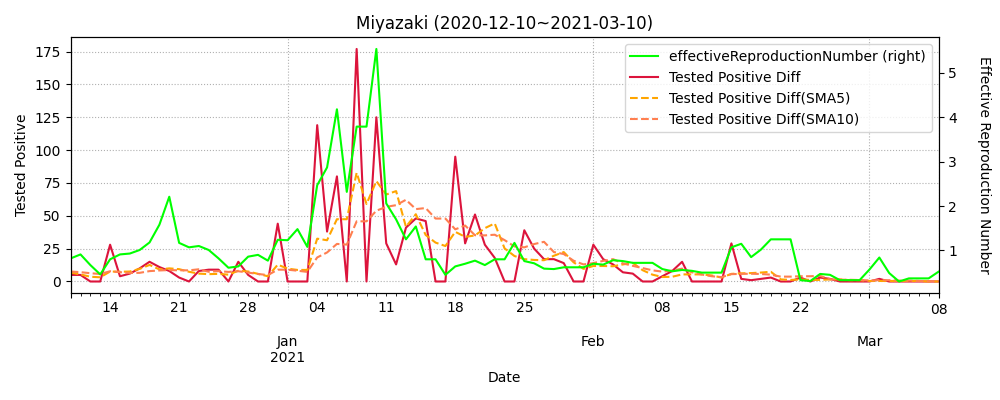 Miyazaki (2020-12-10~2021-03-10)
effectiveReproductionNumber (right)
Tested Positive Diff
Tested Positive Diff(SMA5)
Tested Positive Diff(SMA10)
Tested Positive
175
150
125
100
75
50
25
0
Effective Reproduction Number
5
4
3
2
1
14 21 28 04 11 18 25 08 15 22 08
Jan Feb Mar
2021
Date